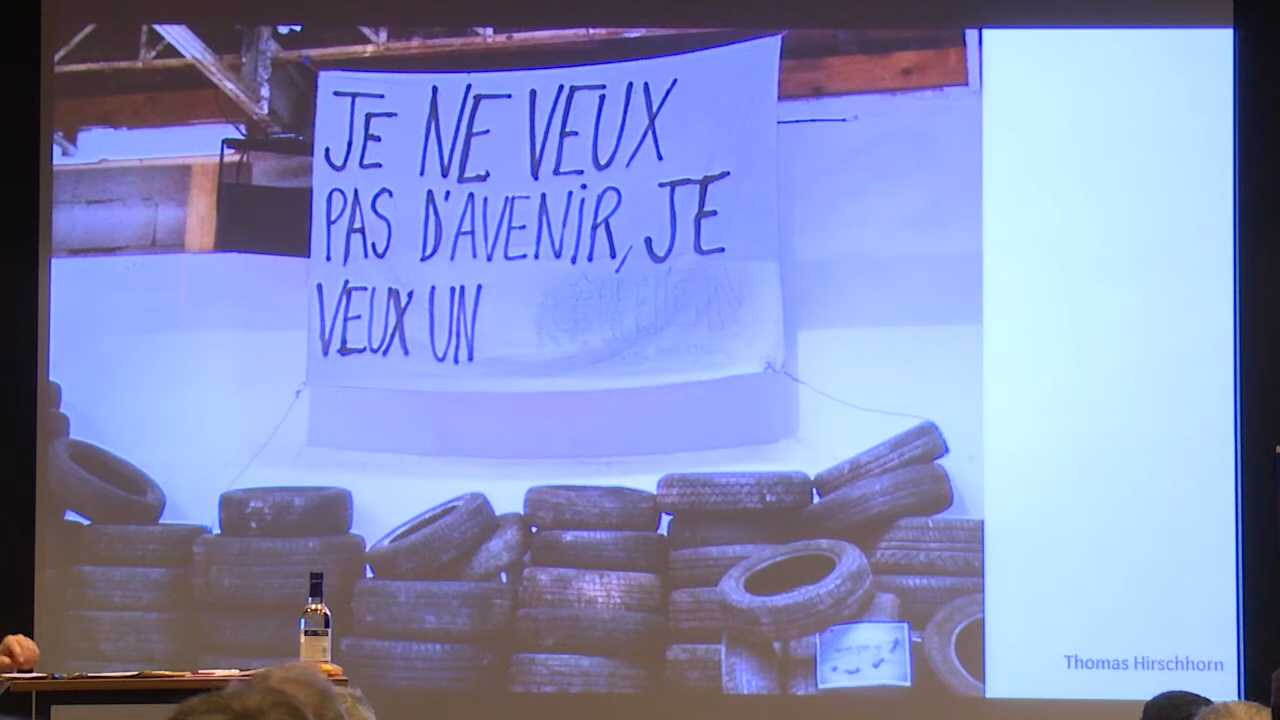 JE NE VEUX
PAS D'AVENiR, JE
VEUX UN
Thomas Hirschhorn